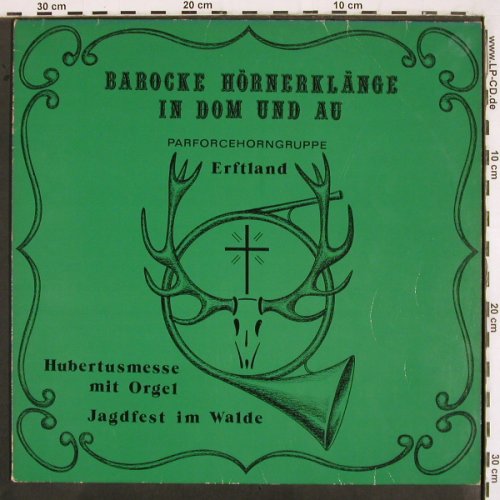 30 cm
20 cm
10 cm
BAROCKE HÖRNERKLÄNGE
IN DOM UND AU
PARFORCEHORNGRUPPE
Erftland
Hubertusmesse
mit Orgel
Jagdfest im Walde
www.LP-CD.de
10 cm
20 cm
30 cm